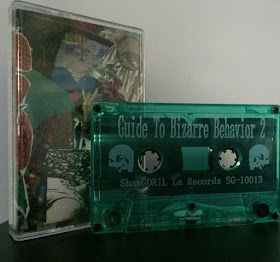 Guide To Bizarre Behavior 2
ShanGORIL La Records SG-10013